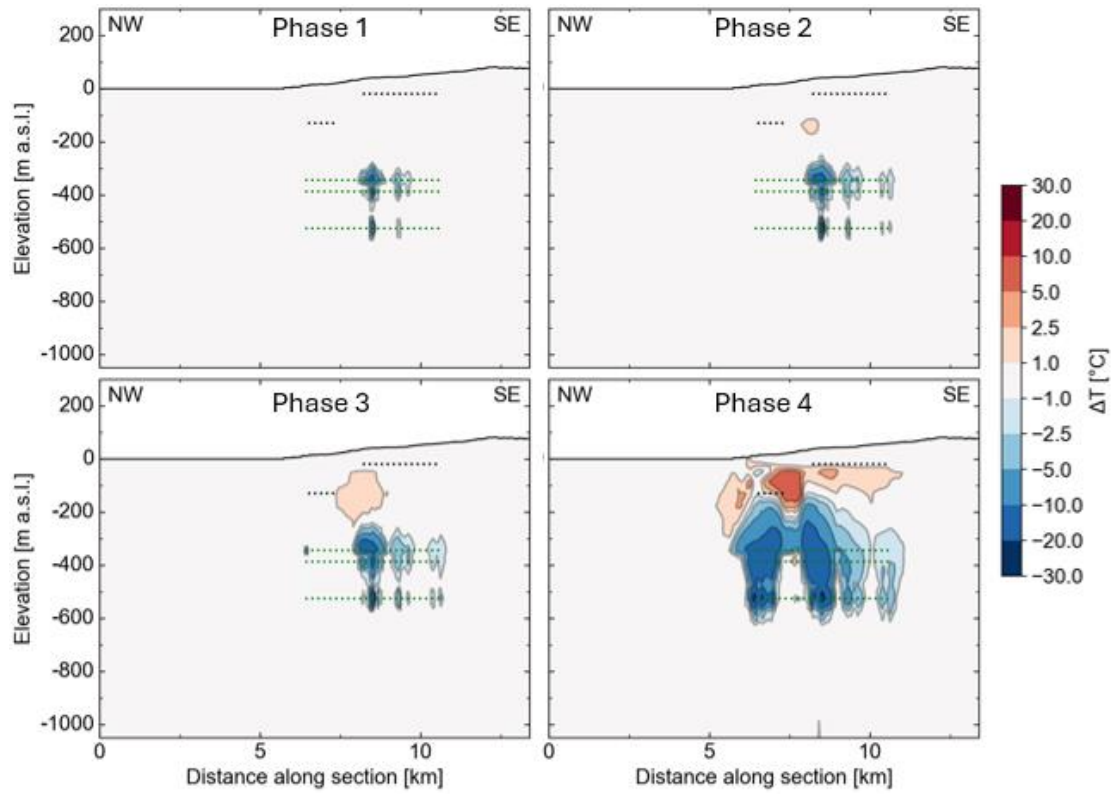 NW Phase 1 SE
NW Phase 2 SE
200
0
-200
-400
-600
-800
-1000
Elevation [m a.s.l.]
NW Phase 3 SE
NW Phase 4 SE
200
0
-200
-400
-600
-800
-1000
Elevation [m a.s.l.]
0 5 10
0 5 10
Distance along section [km]
Distance along section [km]
30.0
20.0
10.0
5.0
2.5
1.0
−1.0
−2.5
−5.0
−10.0
−20.0
−30.0
ΔT [°C]